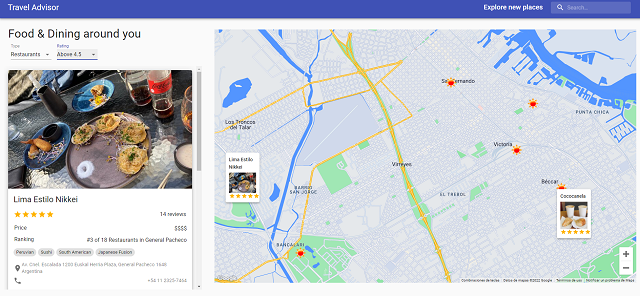 Travel Advisor
Explore new places
Search...
Food & Dining around you
Type
Rating
Restaurants
Above 4.5
Lima Estilo Nikkei
14 reviews
Price
$$$$
Ranking
#3 of 18 Restaurants in General Pacheco
Peruvian
Sushi
South American
Japanese Fusion
Av. Coel. Escalada 1200 Euskal Herria Plaza, General Pacheco 1648
Argentina
+54 11 3325-7464
San Fernando
PUNTA CHICA
Los Troncos
del Talar
Victoria
Virreyes
Lima Estilo
Nikkei
BARRIO
SAN JORGE
EL TREBOL
Béccar
Cococanela
BANCALARI
+
−
Google
Combinaciones de teclas
Datos de mapas ©2022 Google
Términos de uso
Notificar un problema de Maps